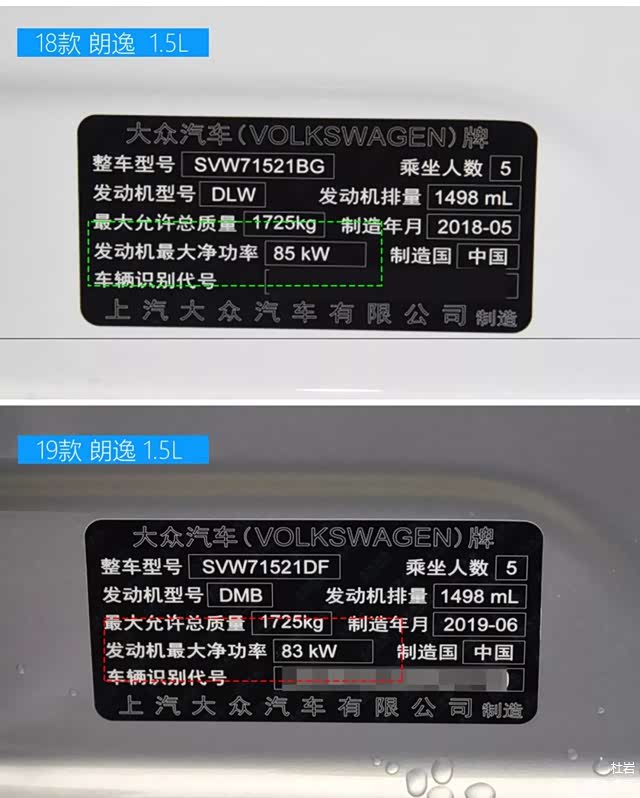 18款 朗逸 1.5L
大众汽车(VOLKSWAGEN)牌
整车型号 SVW71521BG 乘坐人数 5
发动机型号 DLW 发动机排量 1498 mL
最大允许总质量 1725kg 制造年月 2018-05
发动机最大净功率 85 kW 制造国 中国
车辆识别代号
上汽大众汽车有限公司 制造
19款 朗逸 1.5L
大众汽车(VOLKSWAGEN)牌
整车型号 SVW71521DF 乘坐人数 5
发动机型号 DMB 发动机排量 1498 mL
最大允许总质量 1725kg 制造年月 2019-06
发动机最大净功率 83 kW 制造国 中国
车辆识别代号
上汽大众汽车有限公司 制造
杜岩